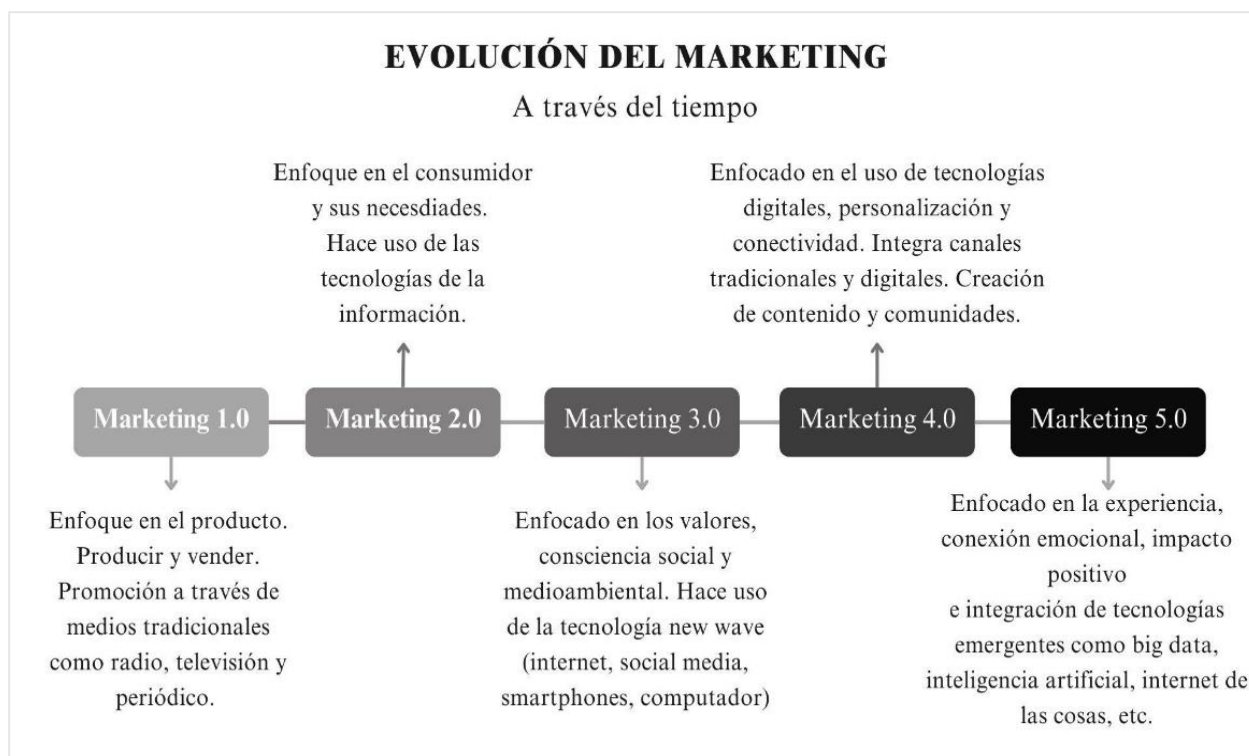 EVOLUCIÓN DEL MARKETING
A través del tiempo
Enfoque en el consumidor
y sus necesdiades.
Hace uso de las
tecnologías de la
información.
Enfocado en el uso de tecnologías
digitales, personalización y
conectividad. Integra canales
tradicionales y digitales. Creación
de contenido y comunidades.
Marketing 1.0
Marketing 2.0
Marketing 3.0
Marketing 4.0
Marketing 5.0
Enfoque en el producto.
Producir y vender.
Promoción a través de
medios tradicionales
como radio, televisión y
periódico.
Enfocado en los valores,
consciencia social y
medioambiental. Hace uso
de la tecnología new wave
(internet, social media,
smartphones, computador)
Enfocado en la experiencia,
conexión emocional, impacto
positivo
e integración de tecnologías
emergentes como big data,
inteligencia artificial, internet de
las cosas, etc.